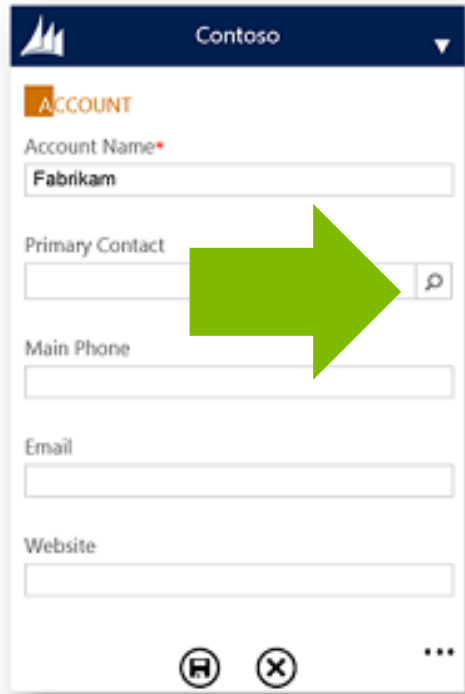 Contoso
ACCOUNT
Account Name*
Fabrikam
Primary Contact
Main Phone
Email
Website